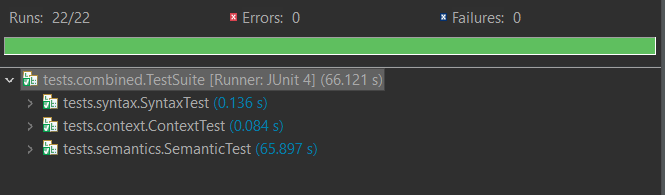 Runs: 22/22 Errors: 0 Failures: 0
tests.combined.TestSuite [Runner: JUnit 4] (66.121 s)
tests.syntax.SyntaxTest (0.136 s)
tests.context.ContextTest (0.084 s)
tests.semantics.SemanticTest (65.897 s)